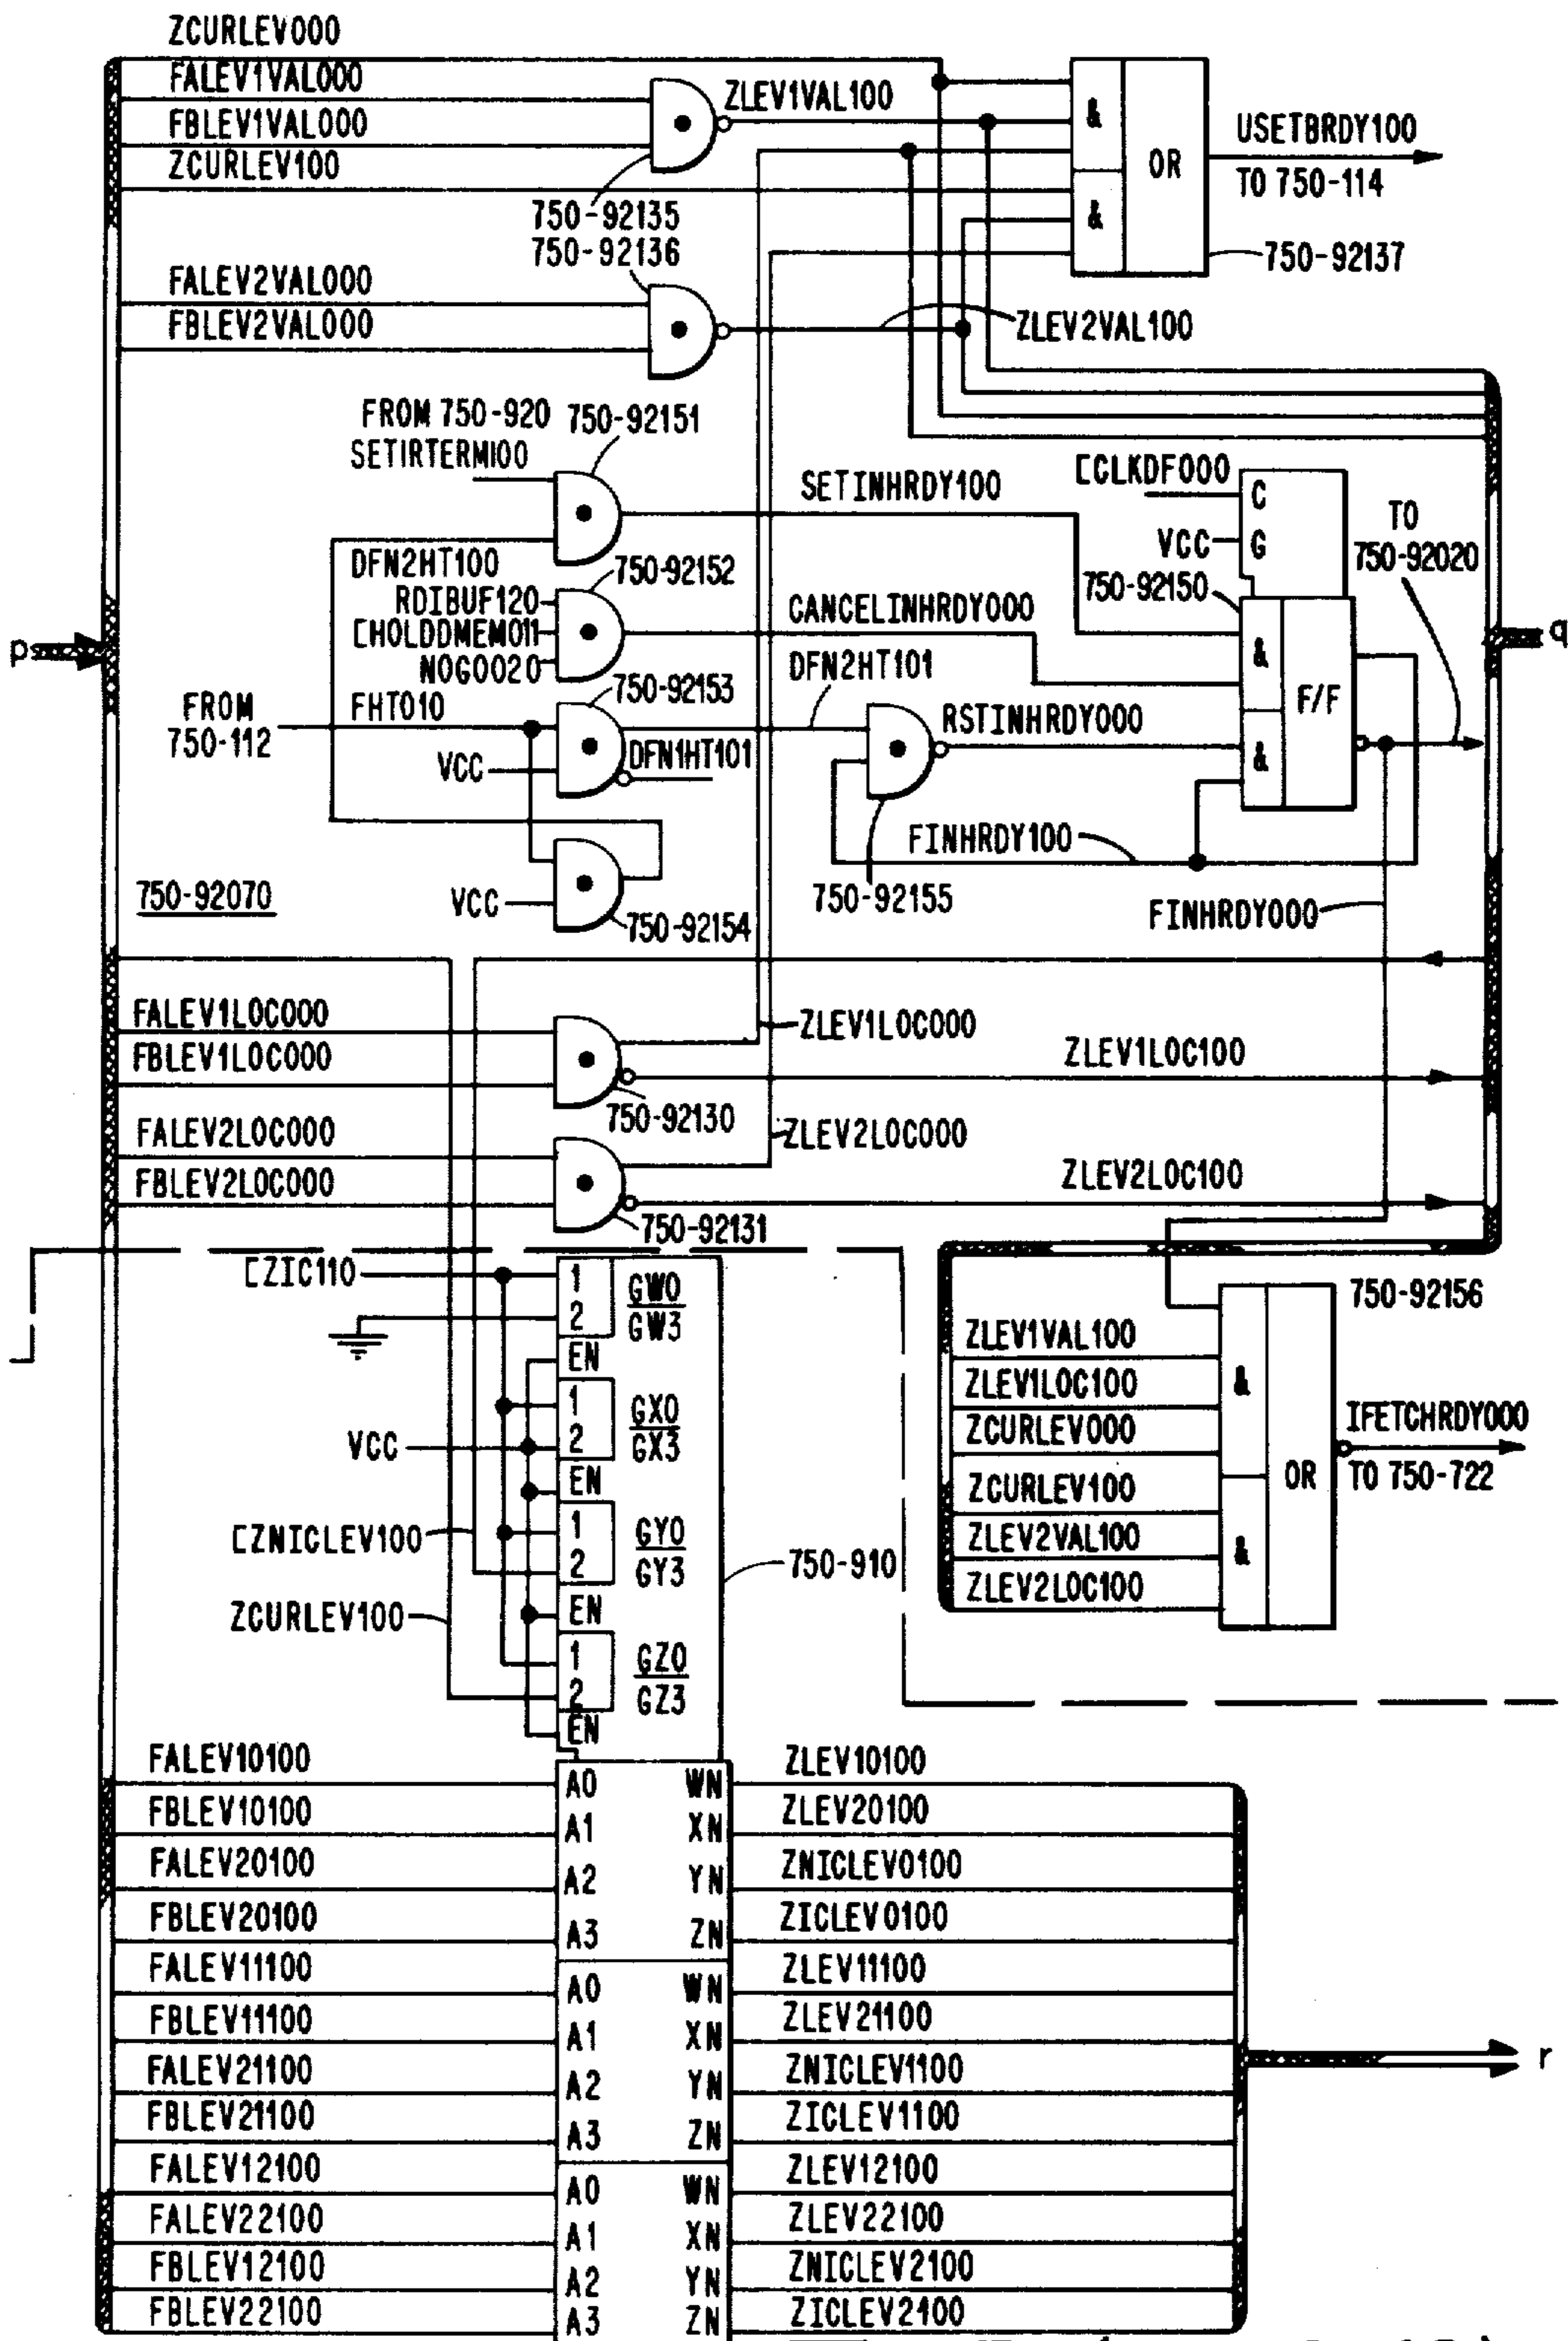 ZCURLEV000
FALEV1VAL000
FBLEV1VAL000
ZCURLEV100
ZLEV1VAL100
&
&
OR
USETBRDY100
TO 750-114
750-92137
750-92135
750-92136
FALEV2VAL000
FBLEV2VAL000
ZLEV2VAL100
FROM 750-920
SETIRTERM100
750-92151
SETINHRDY100
[CLKDF000
C
VCC
G
TO
750-92020
750-92150
DFN2HT100
750-92152
RDIBUF120
[HOLDDMEM011
NOGO020
CANCELINHRDY000
p
q
FROM
750-112
FHT010
750-92153
VCC
DFN1HT101
DFN2HT101
RSTINHRDY000
&
&
F/F
FINHRDY100
750-92155
750-92070
VCC
750-92154
FINHRDY000
FALEV1LOC000
FBLEV1LOC000
ZLEV1LOC000
ZLEV1LOC100
750-92130
FALEV2LOC000
FBLEV2LOC000
ZLEV2LOC000
ZLEV2LOC100
750-92131
[ZIC110
1
2
GW0
GW3
EN
1
2
GX0
GX3
VCC
EN
1
2
GY0
GY3
[ZNICLEV100
750-910
EN
ZCURLEV100
1
2
GZ0
GZ3
EN
750-92156
ZLEV1VAL100
ZLEV1LOC100
ZCURLEV000
ZCURLEV100
ZLEV2VAL100
ZLEV2LOC100
&
&
OR
IFETCHRDY000
TO 750-722
FALEV10100 A0 WN ZLEV10100
FBLEV10100 A1 XN ZLEV20100
FALEV20100 A2 YN ZNICLEV0100
FBLEV20100 A3 ZN ZICLEV0100
FALEV11100 A0 WN ZLEV11100
FBLEV11100 A1 XN ZLEV21100
FALEV21100 A2 YN ZNICLEV1100
FBLEV21100 A3 ZN ZICLEV1100
FALEV12100 A0 WN ZLEV12100
FALEV22100 A1 XN ZLEV22100
FBLEV12100 A2 YN ZNICLEV2100
FBLEV22100 A3 ZN ZICLEV2100
r